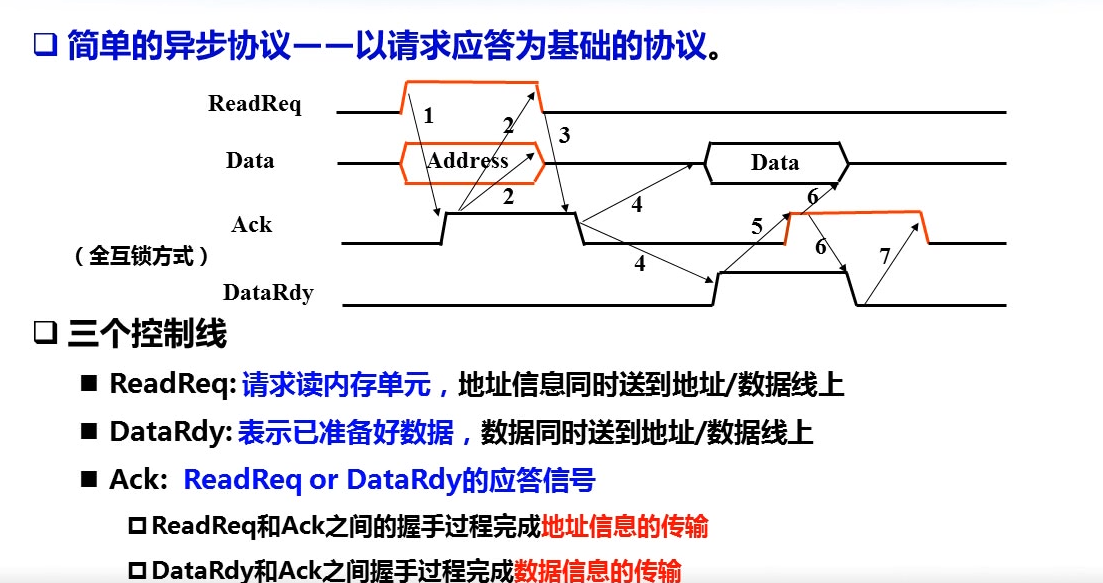 ❑ 简单的异步协议——以请求应答为基础的协议。
ReadReq
1
2
3
Data
Address
Data
2
4
6
Ack
5
（全互锁方式）
6
7
4
DataRdy
❑ 三个控制线
■ ReadReq: 请求读内存单元，地址信息同时送到地址/数据线上
■ DataRdy: 表示已准备好数据，数据同时送到地址/数据线上
■ Ack: ReadReq or DataRdy的应答信号
ReadReq和Ack之间的握手过程完成地址信息的传输
DataRdy和Ack之间握手过程完成数据信息的传输